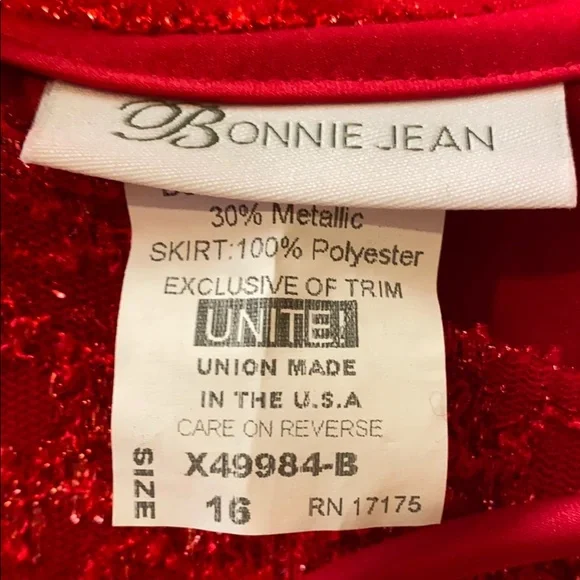 BONNIE JEAN
30% Metallic
SKIRT:100% Polyester
EXCLUSIVE OF TRIM
UNITE!
UNION MADE
IN THE U.S.A
CARE ON REVERSE
X49984-B
SIZE 16 RN 17175